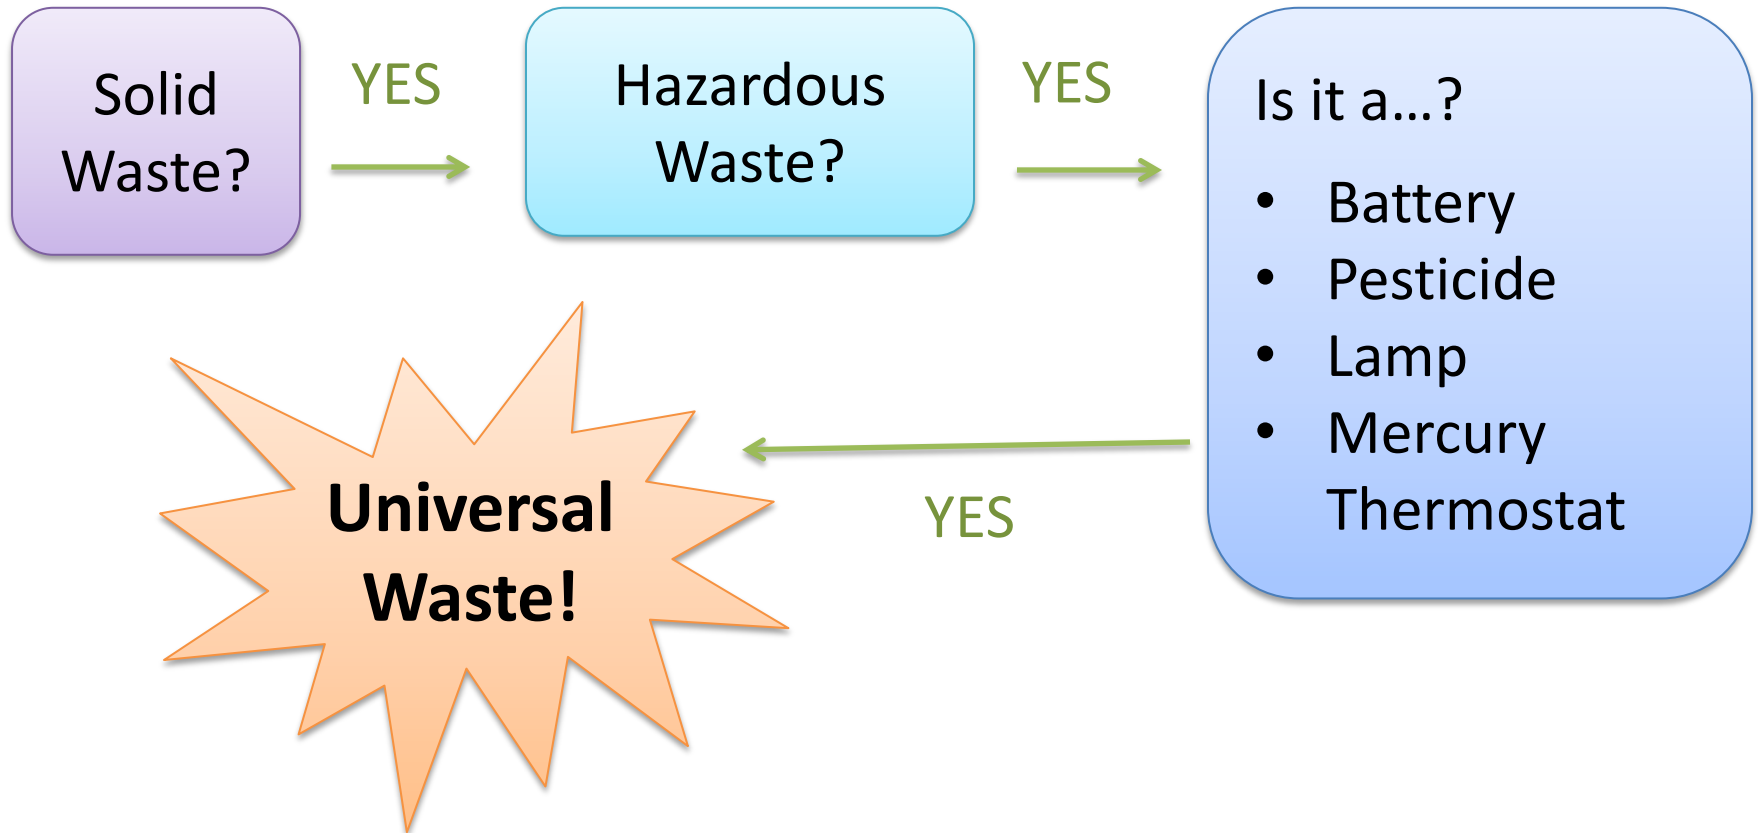 Solid
Waste?
YES
Hazardous
Waste?
YES
Is it a...?
• Battery
• Pesticide
• Lamp
• Mercury
Thermostat
YES
Universal
Waste!